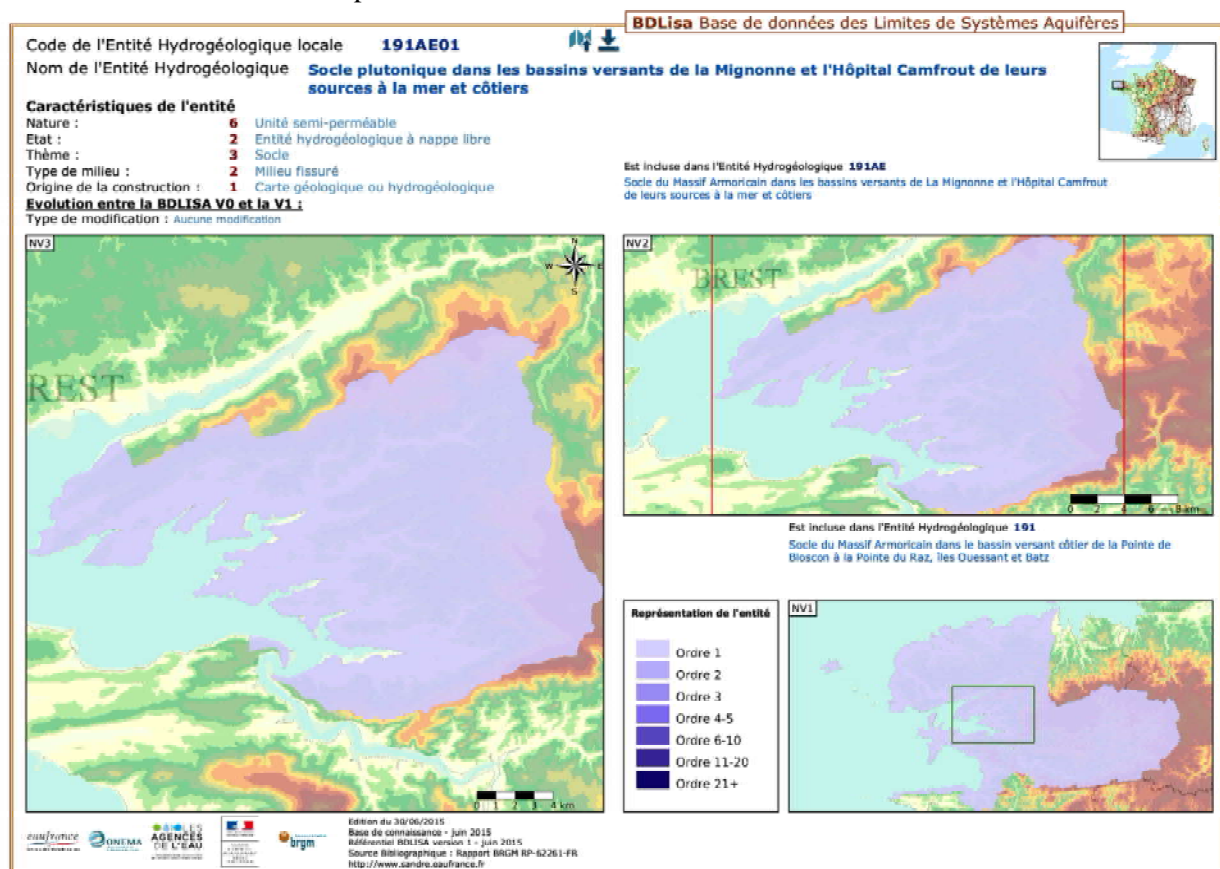 BDLisa Base de données des Limites de Systèmes Aquifères
Code de l'Entité Hydrogéologique locale 191AE01
Nom de l'Entité Hydrogéologique Socle plutonique dans les bassins versants de la Mignonne et l'Hôpital Camfrout de leurs
sources à la mer et côtiers
Caractéristiques de l'entité
Nature : 6 Unité semi-perméable
Etat : 2 Entité hydrogéologique à nappe libre
Thème : 3 Socle
Type de milieu : 2 Milieu fissuré
Origine de la construction : 1 Carte géologique ou hydrogéologique
Evolution entre la BDLISA V0 et la V1 :
Type de modification : Aucune modification
Est incluse dans l'Entité Hydrogéologique 191AE
Socle du Massif Armoricain dans les bassins versants de La Mignonne et l'Hôpital Camfrout
de leurs sources à la mer et côtiers
NV3
N
W E
S
REST
0 1 2 3 4 km
NV2
BREST
0 2 4 6 8 km
Est incluse dans l'Entité Hydrogéologique 191
Socle du Massif Armoricain dans le bassin versant côtier de la Pointe de
Bloscon à la Pointe du Raz, îles Ouessant et Batz
Représentation de l'entité
Ordre 1
Ordre 2
Ordre 3
Ordre 4-5
Ordre 6-10
Ordre 11-20
Ordre 21+
NV1
eaufrance
ONEMA
LES
AGENCES
DE L'EAU
brgm
Edition du 30/06/2015
Base de connaissance - juin 2015
Référentiel BDLISA version 1 - juin 2015
Source Bibliographique : Rapport BRGM RP-62261-FR
http://www.sandre.eaufrance.fr